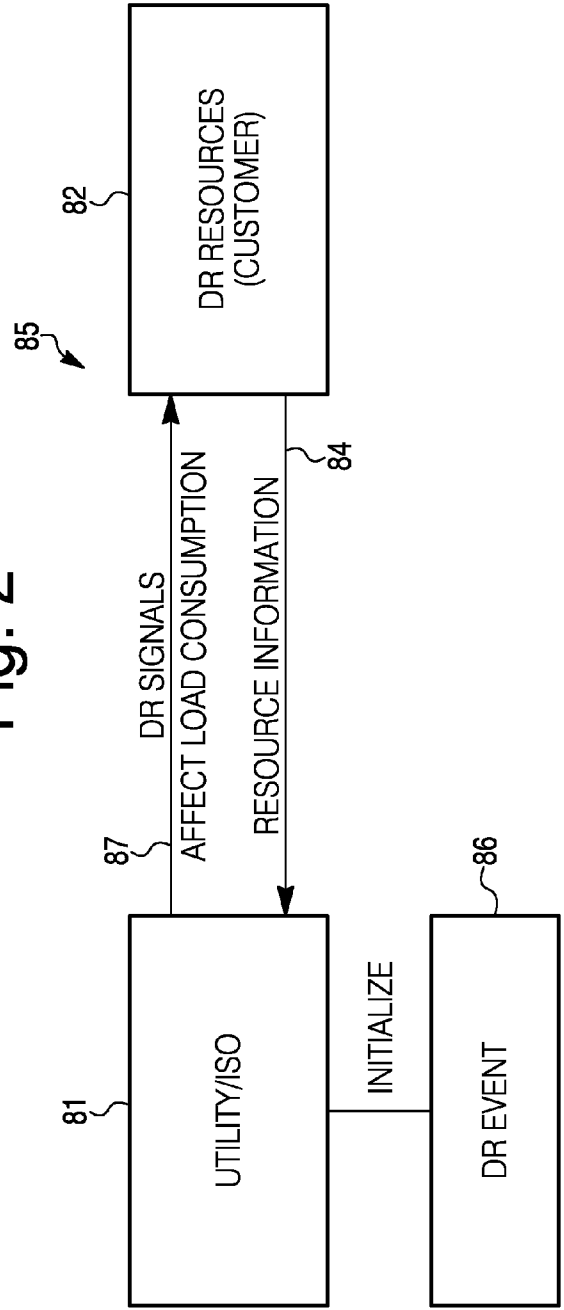 Fig. 2
85
81
UTILITY/ISO
87
DR SIGNALS
AFFECT LOAD CONSUMPTION
RESOURCE INFORMATION
84
82
DR RESOURCES
(CUSTOMER)
INITIALIZE
86
DR EVENT